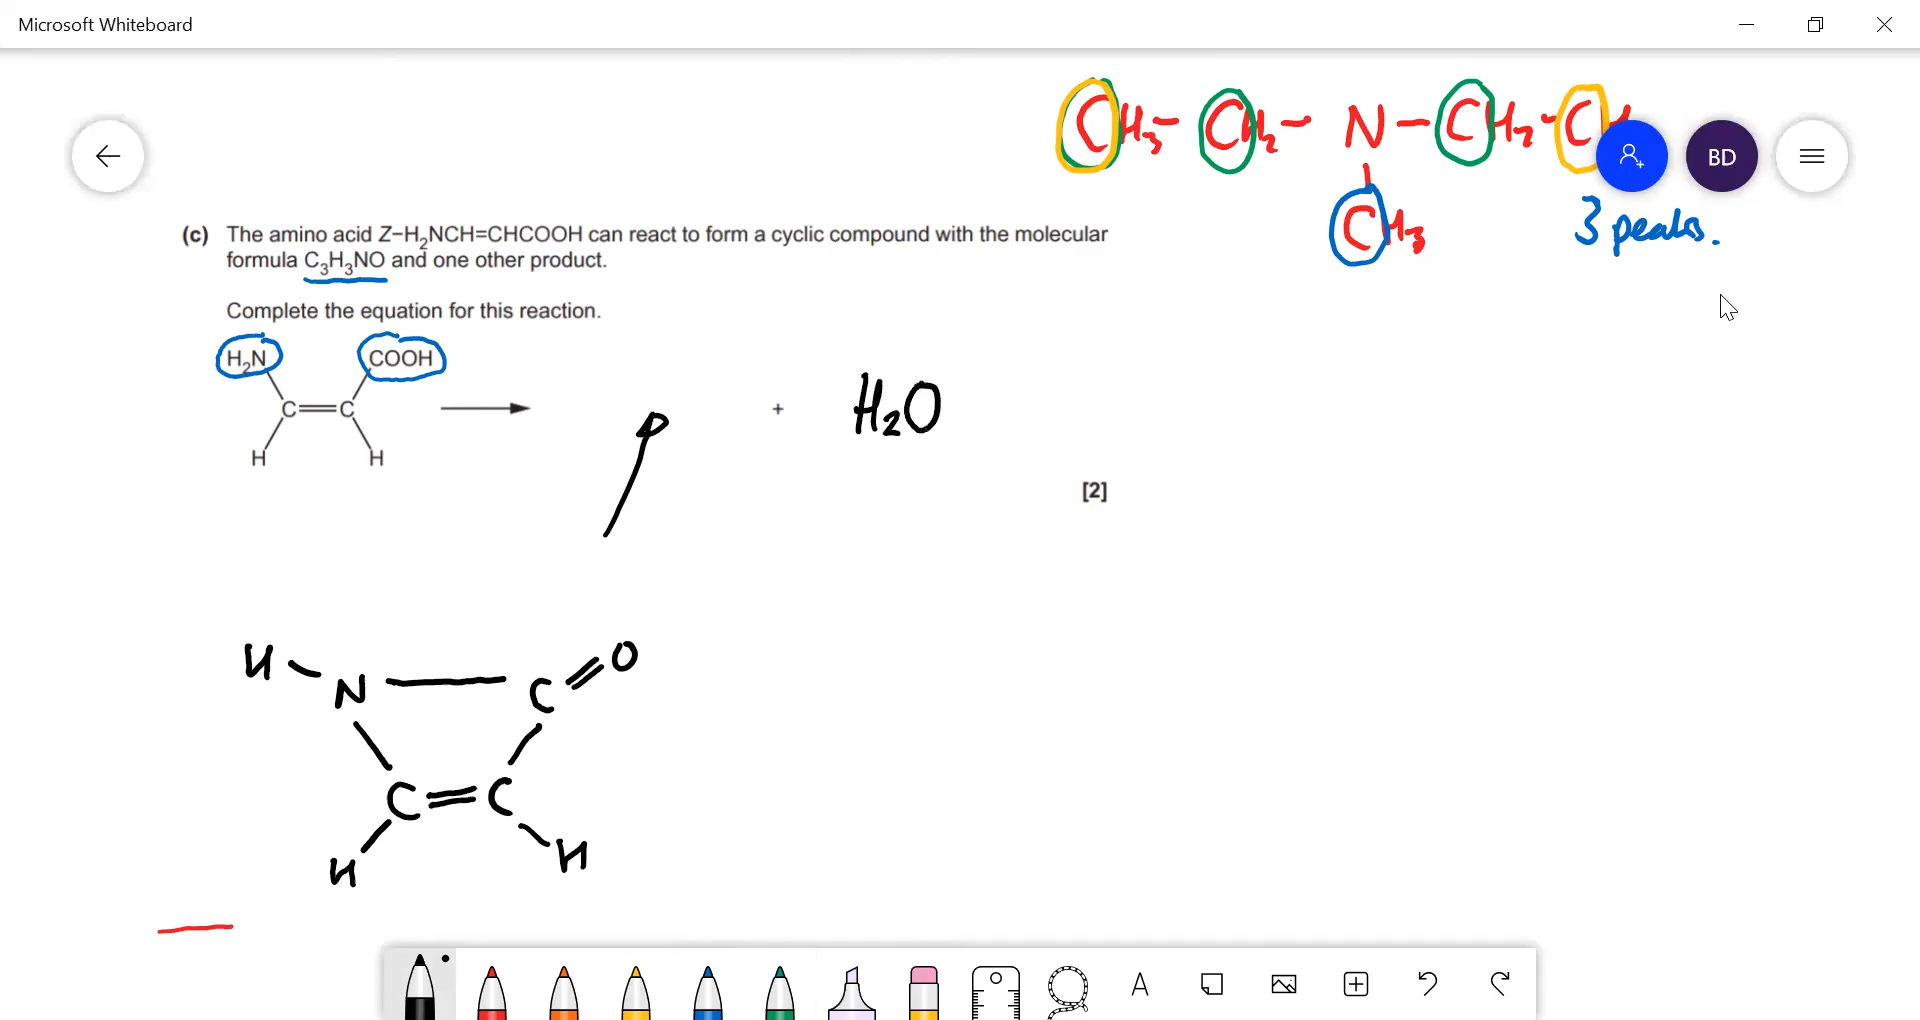 Microsoft Whiteboard
CH3 - CH2 - N - CH2 - CH
CH3
3 peaks.
BD
(c) The amino acid Z–H2NCH=CHCOOH can react to form a cyclic compound with the molecular
formula C3H3NO and one other product.
Complete the equation for this reaction.
H2N COOH
C C
H H
+ H2O
[2]
H N C O
C C
H H
A